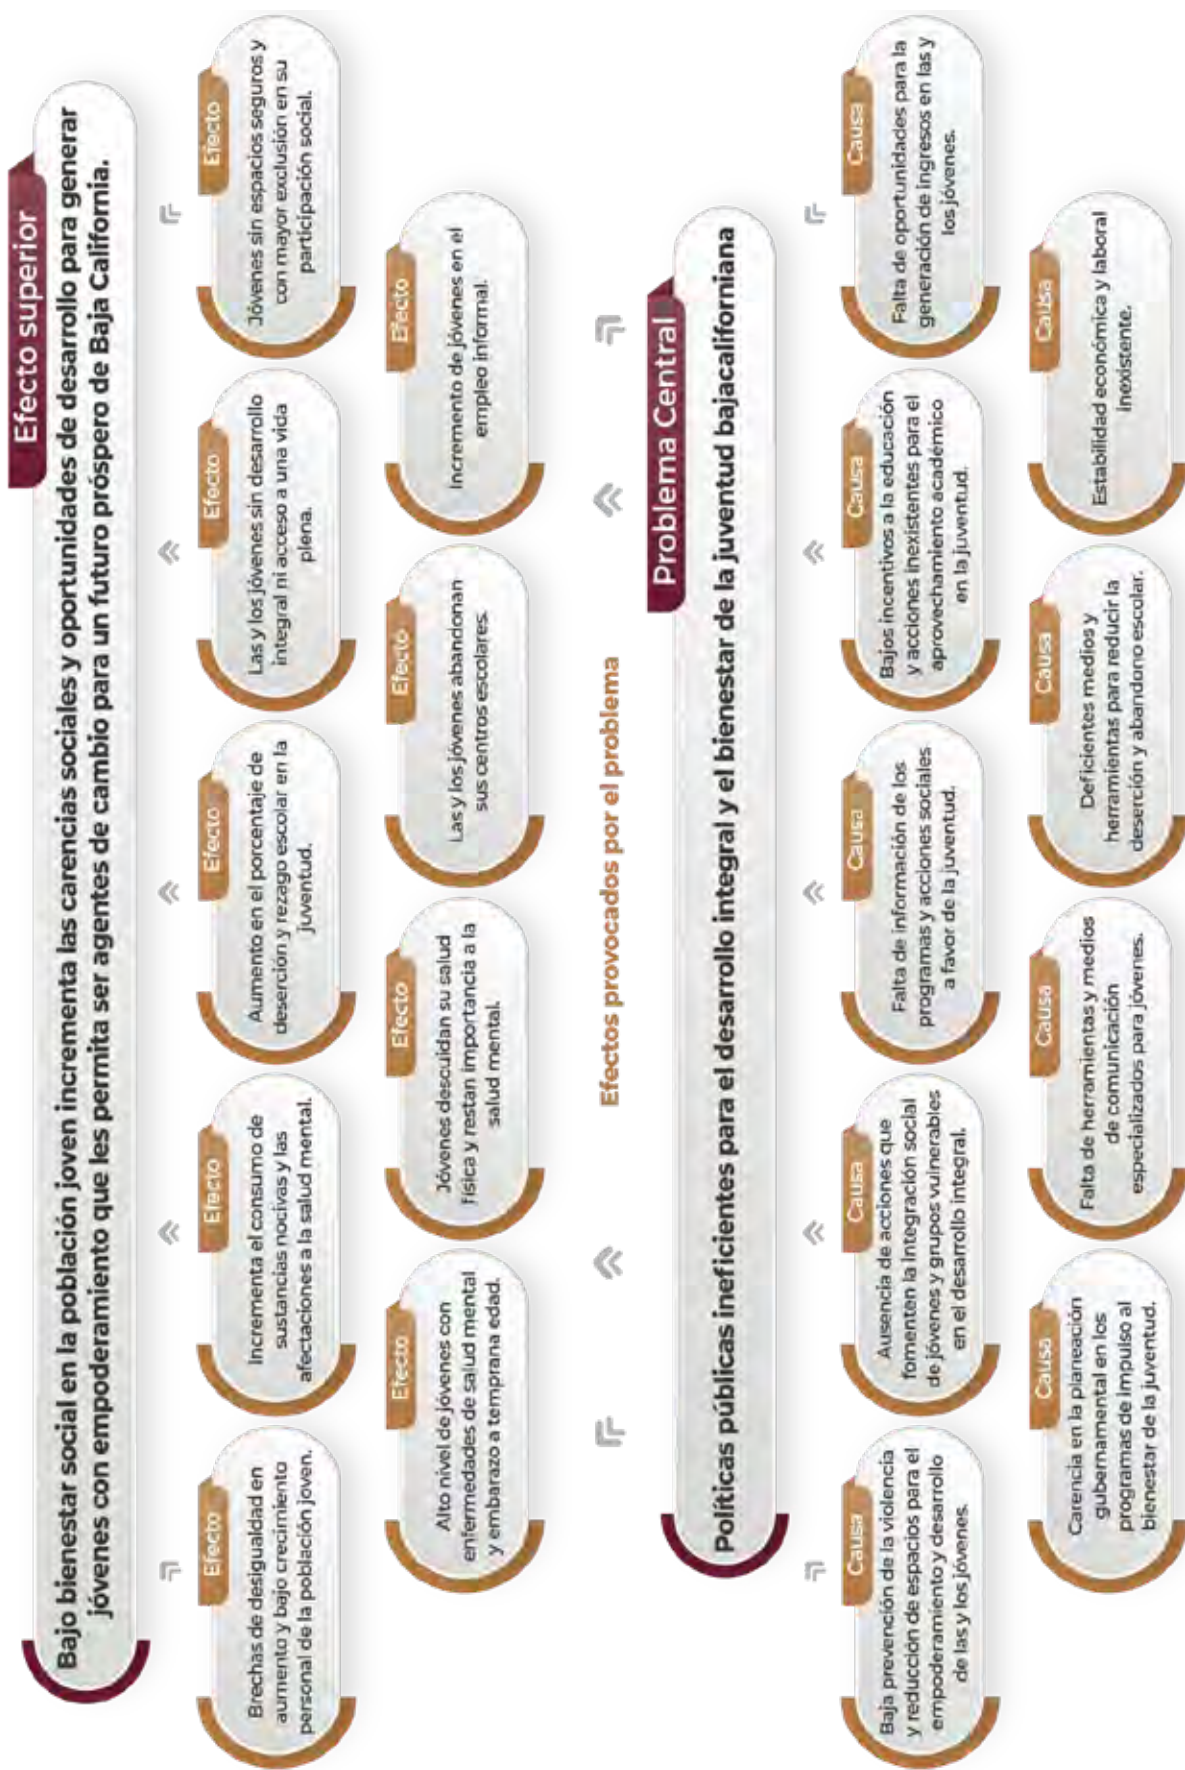 Efecto superior
Bajo bienestar social en la población joven incrementa las carencias sociales y oportunidades de desarrollo para generar
jóvenes con empoderamiento que les permita ser agentes de cambio para un futuro próspero de Baja California.
Efecto
Brechas de desigualdad en
aumento y bajo crecimiento
personal de la población joven.
Efecto
Incrementa el consumo de
sustancias nocivas y las
afectaciones a la salud mental.
Efecto
Aumento en el porcentaje de
deserción y rezago escolar en la
juventud.
Efecto
Las y los jóvenes sin desarrollo
integral ni acceso a una vida
plena.
Efecto
Jóvenes sin espacios seguros y
con mayor exclusión en su
participación social.
Efecto
Alto nivel de jóvenes con
enfermedades de salud mental
y embarazo a temprana edad.
Efecto
Jóvenes descuidan su salud
física y restan importancia a la
salud mental.
Efecto
Las y los jóvenes abandonan
sus centros escolares.
Efecto
Incremento de jóvenes en el
empleo informal.
Efectos provocados por el problema
Problema Central
Políticas públicas ineficientes para el desarrollo integral y el bienestar de la juventud bajacaliforniana
Causa
Baja prevención de la violencia
y reducción de espacios para el
empoderamiento y desarrollo
de las y los jóvenes.
Causa
Ausencia de acciones que
fomenten la integración social
de jóvenes y grupos vulnerables
en el desarrollo integral.
Causa
Falta de información de los
programas y acciones sociales
a favor de la juventud.
Causa
Bajos incentivos a la educación
y acciones inexistentes para el
aprovechamiento académico
en la juventud.
Causa
Falta de oportunidades para la
generación de ingresos en las y
los jóvenes.
Causa
Carencia en la planeación
gubernamental en los
programas de impulso al
bienestar de la juventud.
Causa
Falta de herramientas y medios
de comunicación
especializados para jóvenes.
Causa
Deficientes medios y
herramientas para reducir la
deserción y abandono escolar.
Causa
Estabilidad económica y laboral
inexistente.